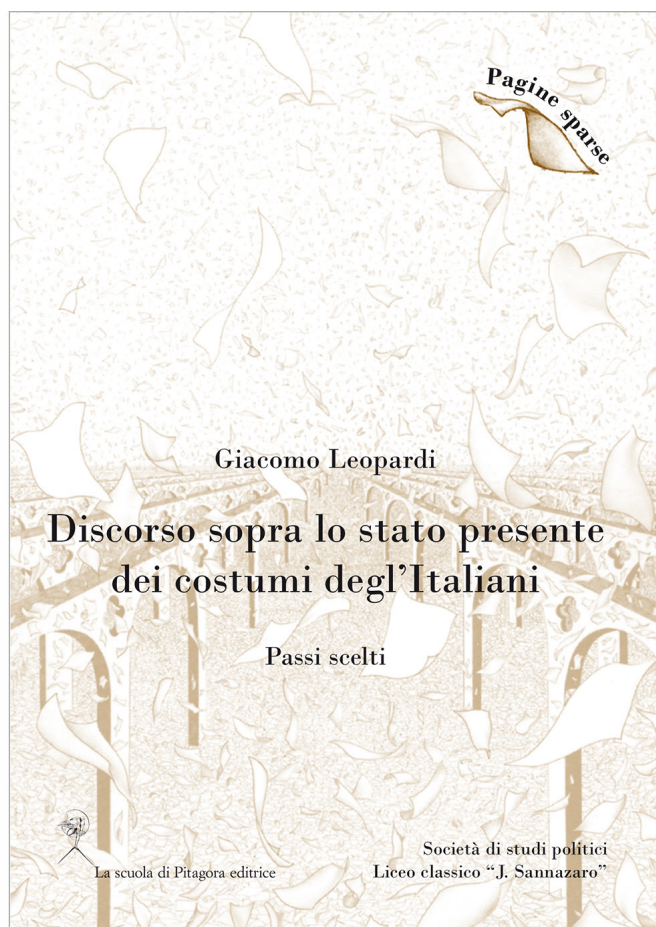 Pagine sparse
Giacomo Leopardi
Discorso sopra lo stato presente
dei costumi degl’Italiani
Passi scelti
Società di studi politici
La scuola di Pitagora editrice
Liceo classico “J. Sannazaro”